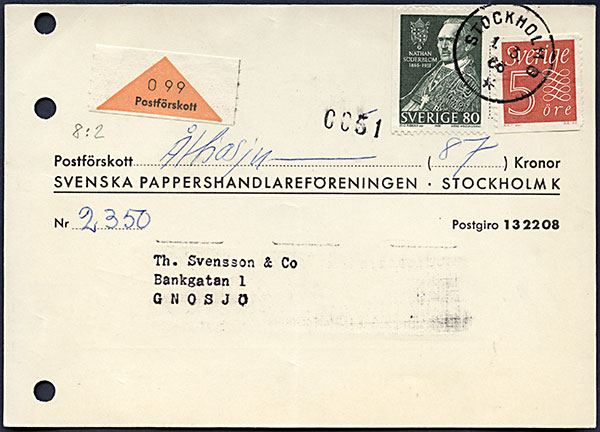 NATHAN
SÖDERBLOM
1866-1931
SVERIGE 80
STOCKHOLM
Sverige
5
öre
0 99
Postförskott
0051
8:2
Postförskott Åttiosju (87) Kronor
SVENSKA PAPPERSHANDLAREFÖRENINGEN · STOCKHOLM K
Nr 2350 Postgiro 132208
Th. Svensson & Co
Bankgatan 1
GNOSJÖ